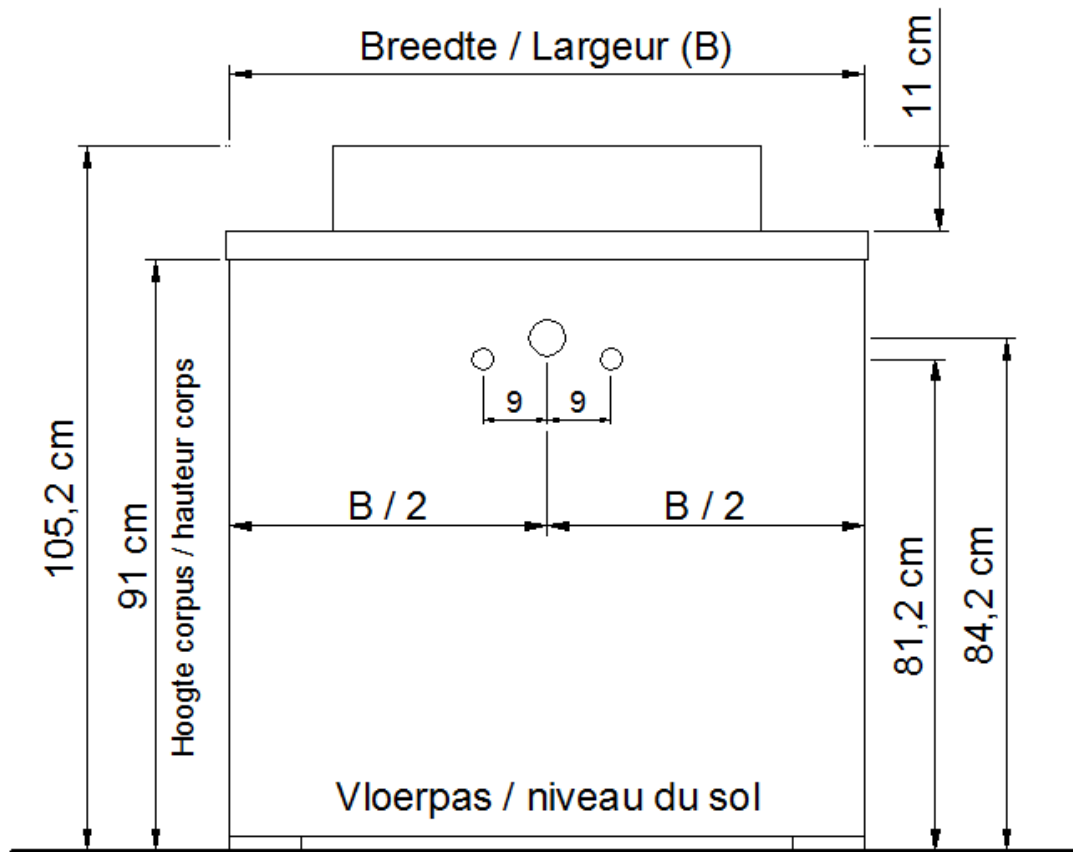 Breedte / Largeur (B)
11 cm
105,2 cm
91 cm
Hoogte corpus / hauteur corps
9
9
B / 2
B / 2
81,2 cm
84,2 cm
Vloerpas / niveau du sol